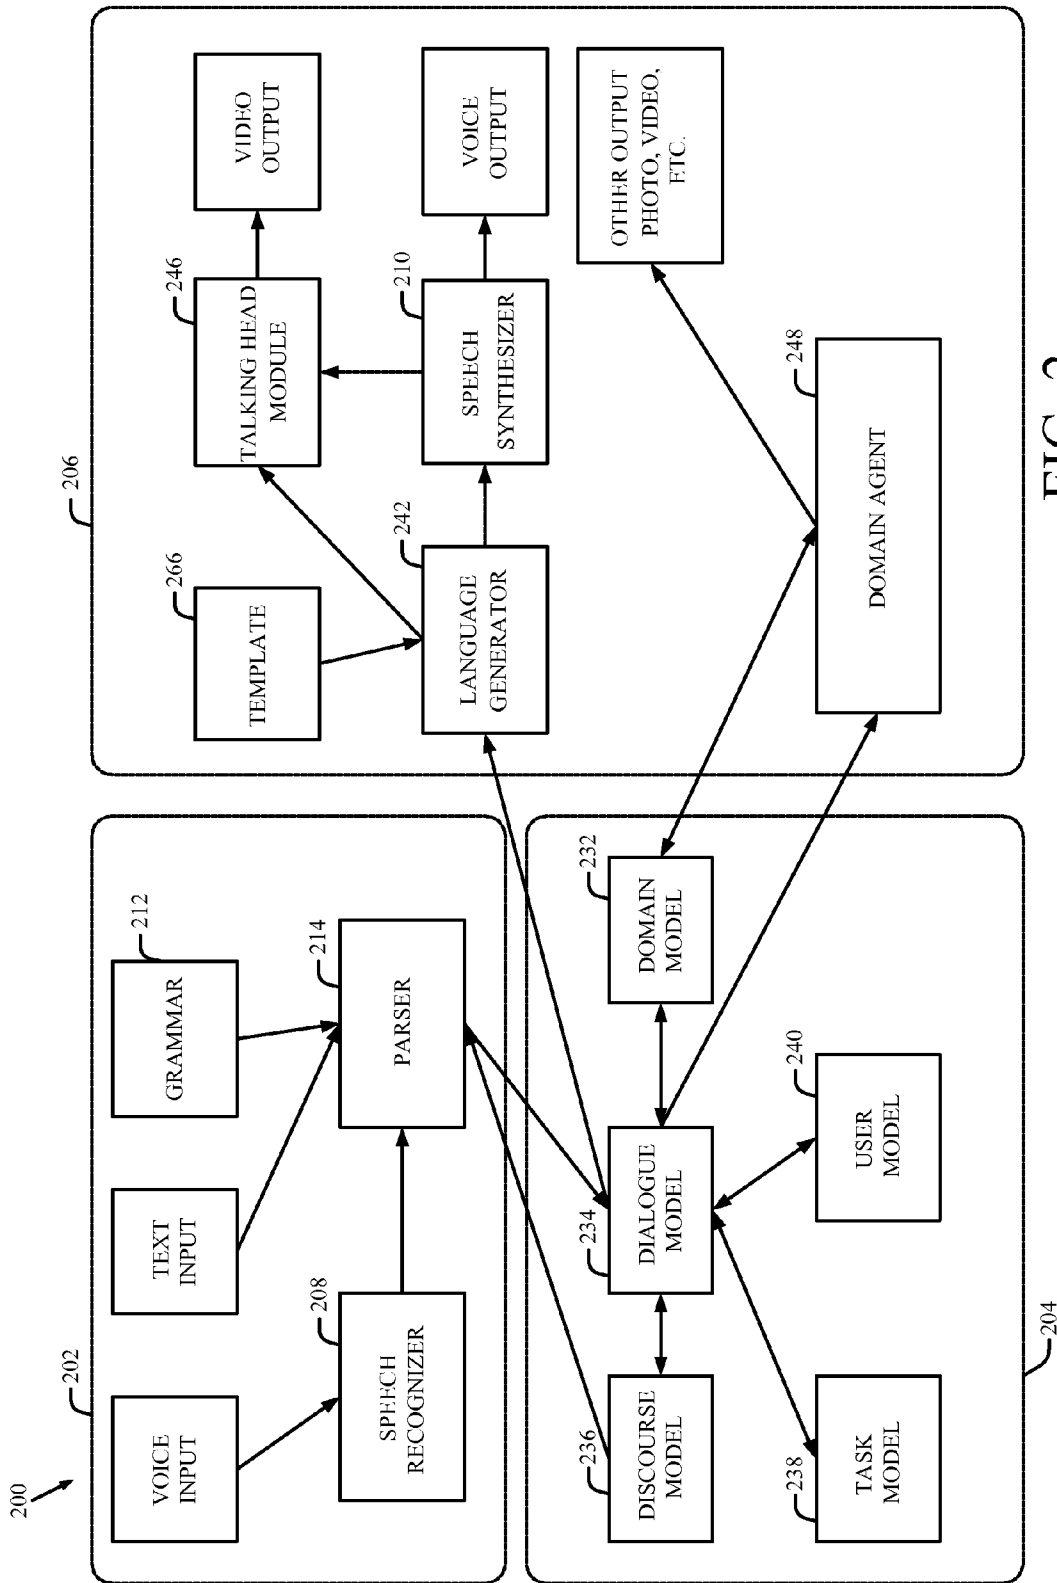 200
202
VOICE
INPUT
TEXT
INPUT
GRAMMAR
212
SPEECH
RECOGNIZER
208
PARSER
214
206
TEMPLATE
266
TALKING HEAD
MODULE
246
VIDEO
OUTPUT
LANGUAGE
GENERATOR
242
SPEECH
SYNTHESIZER
210
VOICE
OUTPUT
OTHER OUTPUT
PHOTO, VIDEO,
ETC.
DOMAIN AGENT
248
DISCOURSE
MODEL
236
DIALOGUE
MODEL
234
DOMAIN
MODEL
232
TASK
MODEL
238
USER
MODEL
240
204
FIG.